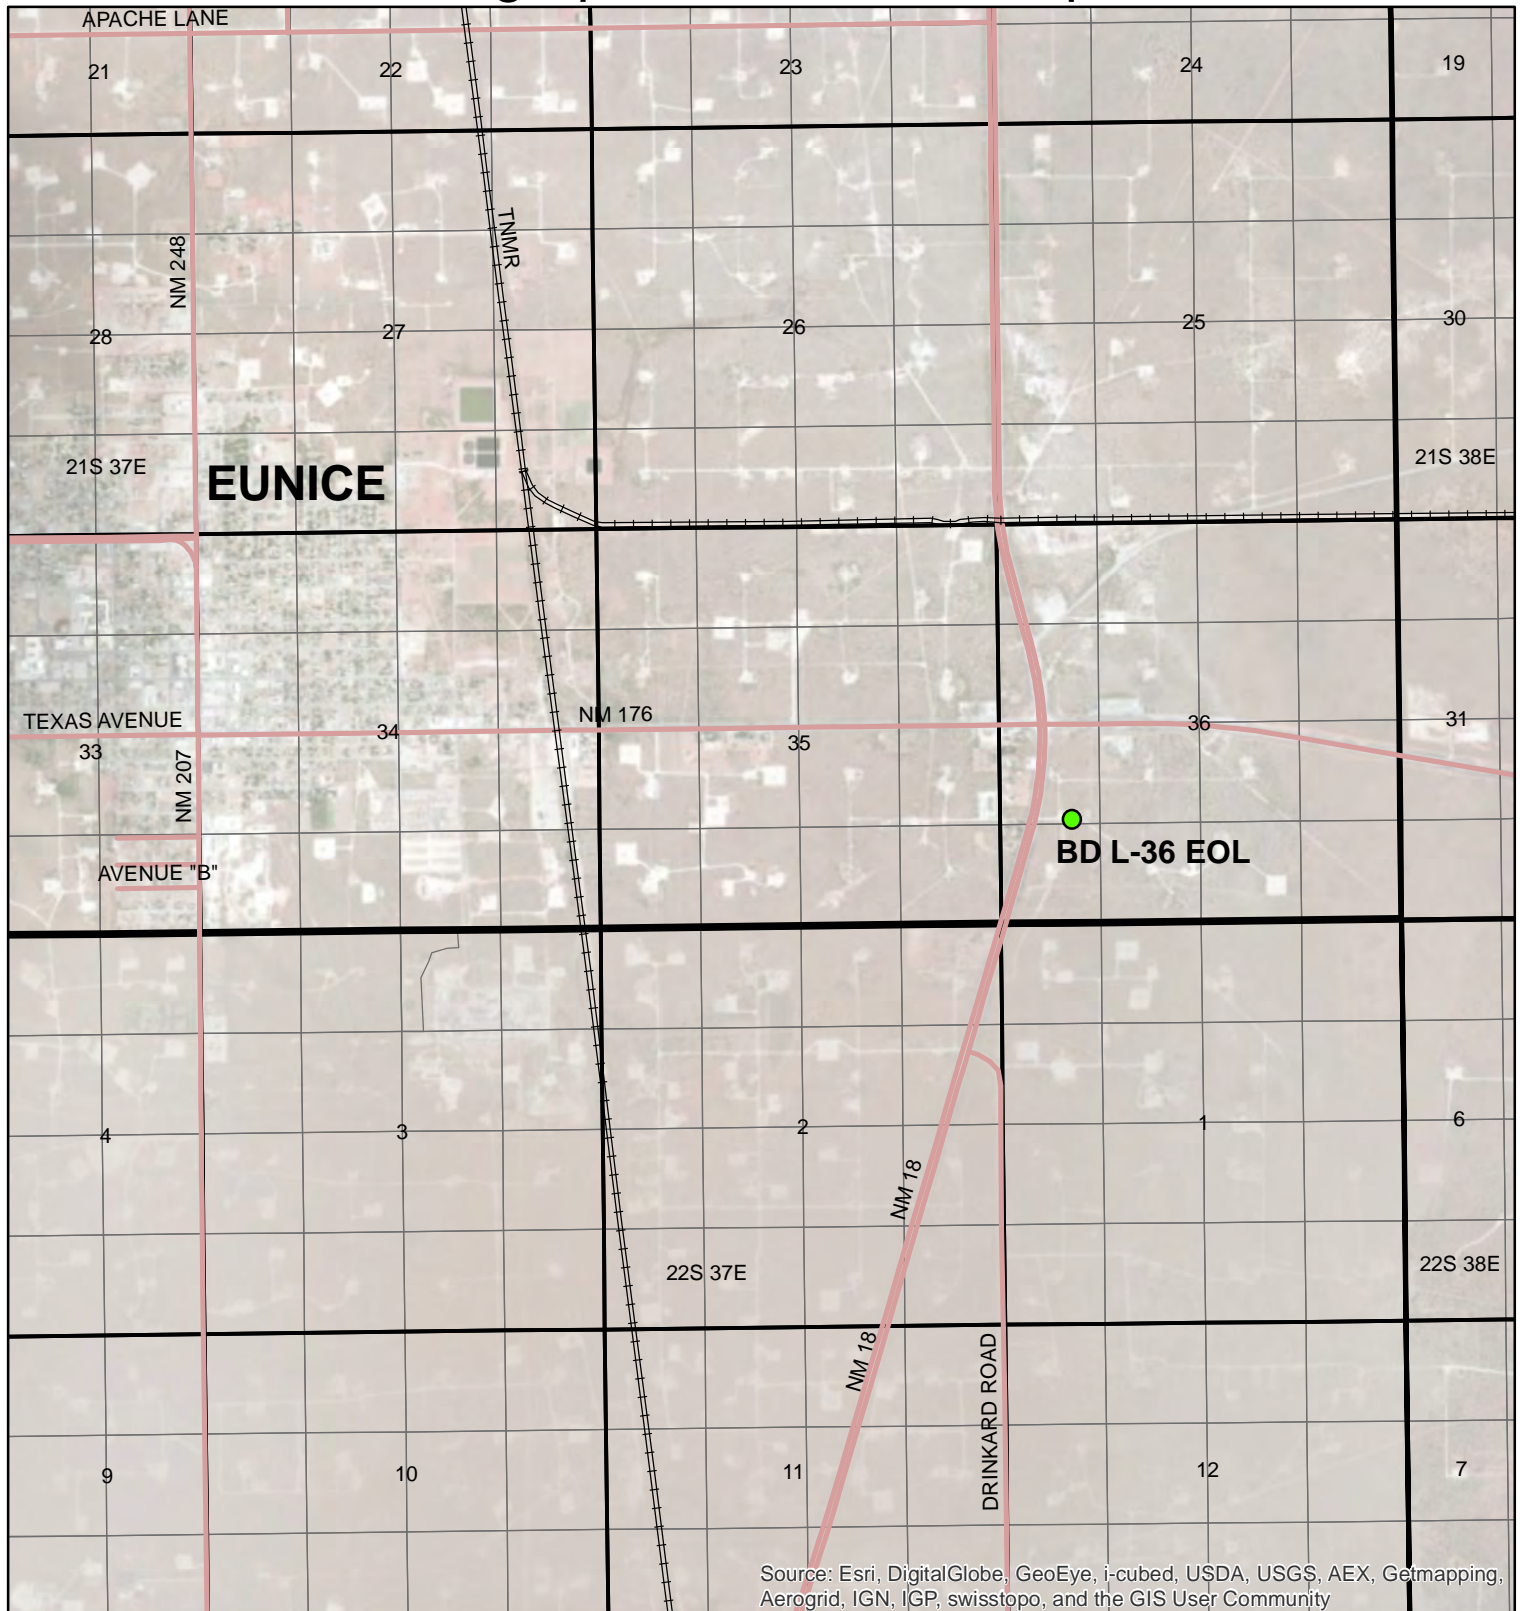 APACHE LANE
21
22
23
24
19
TNMR
NM 248
28
27
26
25
30
21S 37E
EUNICE
21S 38E
TEXAS AVENUE
33
34
NM 176
35
36
31
NM 207
BD L-36 EOL
AVENUE "B"
4
3
2
1
6
NM 18
22S 37E
22S 38E
NM 18
DRINKARD ROAD
9
10
11
12
7
Source: Esri, DigitalGlobe, GeoEye, i-cubed, USDA, USGS, AEX, Getmapping,
Aerogrid, IGN, IGP, swisstopo, and the GIS User Community